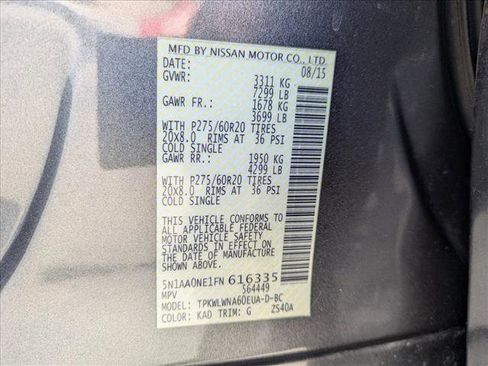 MFD BY NISSAN MOTOR CO., LTD.
DATE: 08/15
GVWR: 3311 KG
7299 LB
GAWR FR.: 1678 KG
3699 LB
WITH P275/60R20 TIRES
20X8.0 RIMS AT 36 PSI
COLD SINGLE
GAWR RR.: 1950 KG
4299 LB
WITH P275/60R20 TIRES
20X8.0 RIMS AT 36 PSI
COLD SINGLE
THIS VEHICLE CONFORMS TO
ALL APPLICABLE FEDERAL
MOTOR VEHICLE SAFETY
STANDARDS IN EFFECT ON
THE DATE OF MANUFACTURE
SHOWN ABOVE.
5N1AA0NE1FN 616335
MPV 564449
MODEL: TPKWLWNA60EUA-D-BC
COLOR: KAD TRIM: G ZS40A